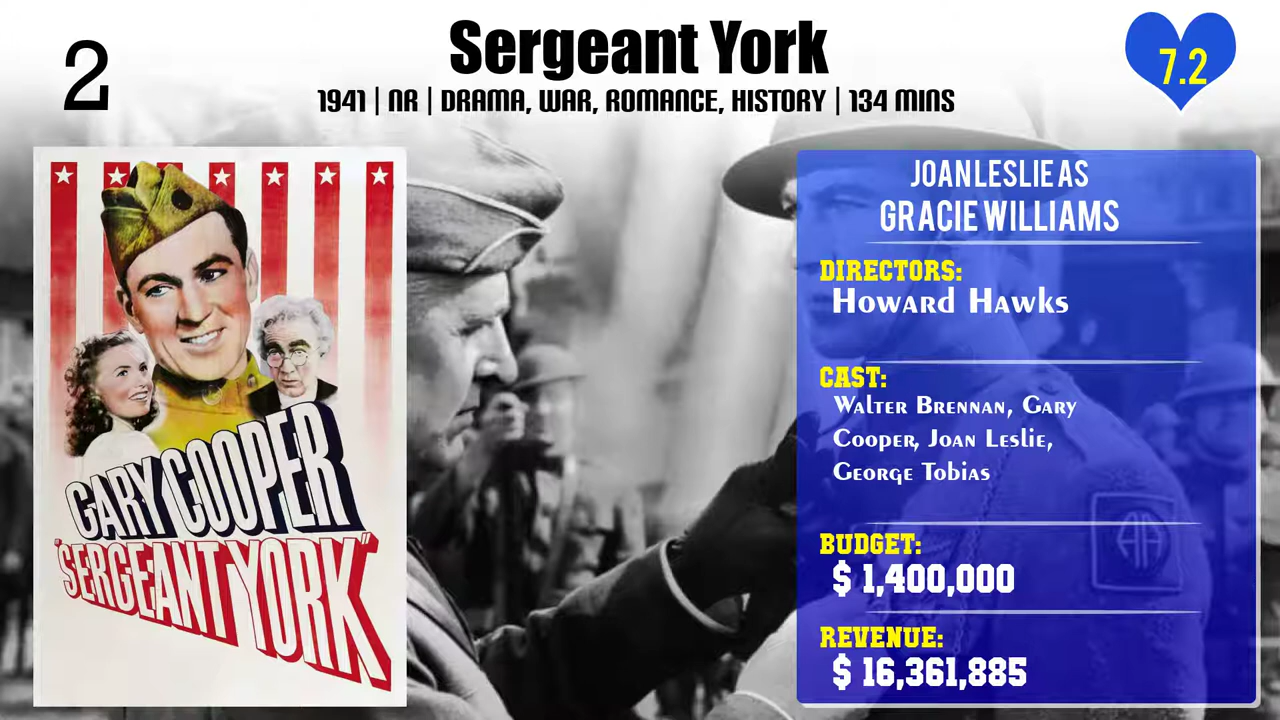 2
Sergeant York
1941 | NR | DRAMA, WAR, ROMANCE, HISTORY | 134 MINS
7.2
JOAN LESLIE AS
GRACIE WILLIAMS
DIRECTORS:
Howard Hawks
CAST:
Walter Brennan, Gary
Cooper, Joan Leslie,
George Tobias
BUDGET:
$ 1,400,000
REVENUE:
$ 16,361,885
GARY COOPER
"SERGEANT YORK"
AA